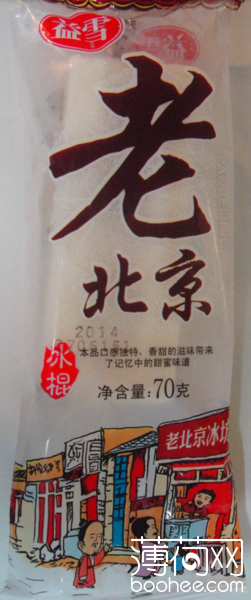 益雪
老
北京
2014
冰棍
本品口感独特，香甜的滋味带来
了记忆中的甜蜜味道
净含量：70克
老北京冰
薄荷网
boohee.com